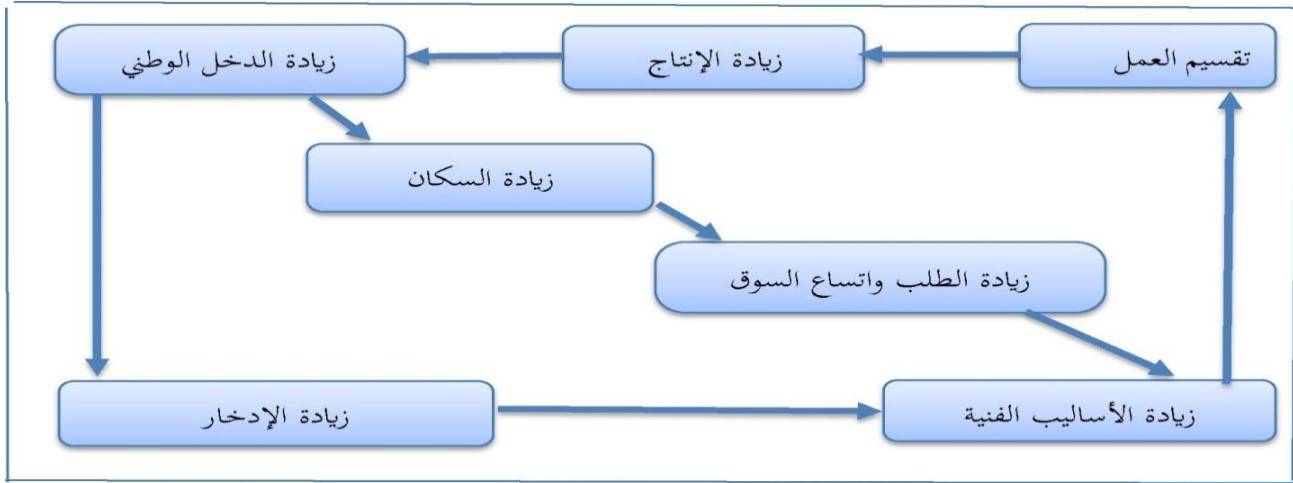 تقسيم العمل
زيادة الإنتاج
زيادة الدخل الوطني
زيادة السكان
زيادة الطلب واتساع السوق
زيادة الأساليب الفنية
زيادة الإدخار